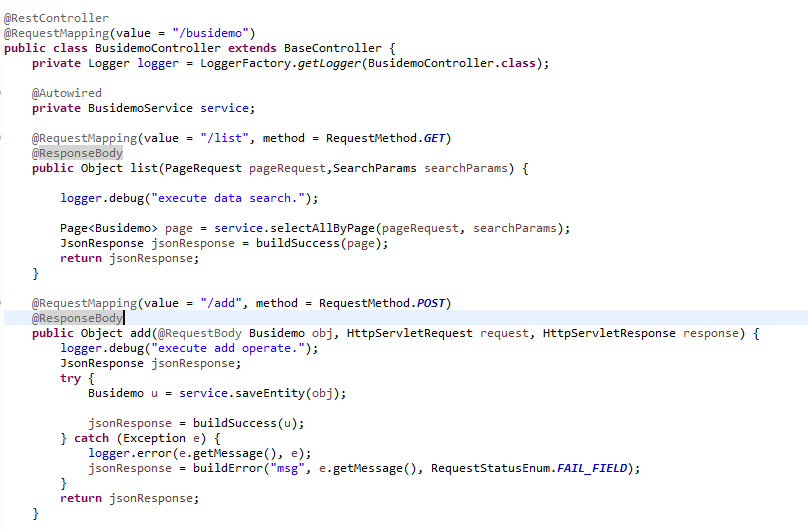 @RestController
@RequestMapping(value = "/busidemo")
public class BusidemoController extends BaseController {
    private Logger logger = LoggerFactory.getLogger(BusidemoController.class);
    @Autowired
    private BusidemoService service;
    @RequestMapping(value = "/list", method = RequestMethod.GET)
    @ResponseBody
    public Object list(PageRequest pageRequest,SearchParams searchParams) {
        logger.debug("execute data search.");
        Page<Busidemo> page = service.selectAllByPage(pageRequest, searchParams);
        JsonResponse jsonResponse = buildSuccess(page);
        return jsonResponse;
    }
    @RequestMapping(value = "/add", method = RequestMethod.POST)
    @ResponseBody
    public Object add(@RequestBody Busidemo obj, HttpServletRequest request, HttpServletResponse response) {
        logger.debug("execute add operate.");
        JsonResponse jsonResponse;
        try {
            Busidemo u = service.saveEntity(obj);
            jsonResponse = buildSuccess(u);
        } catch (Exception e) {
            logger.error(e.getMessage(), e);
            jsonResponse = buildError("msg", e.getMessage(), RequestStatusEnum.FAIL_FIELD);
        }
        return jsonResponse;
    }